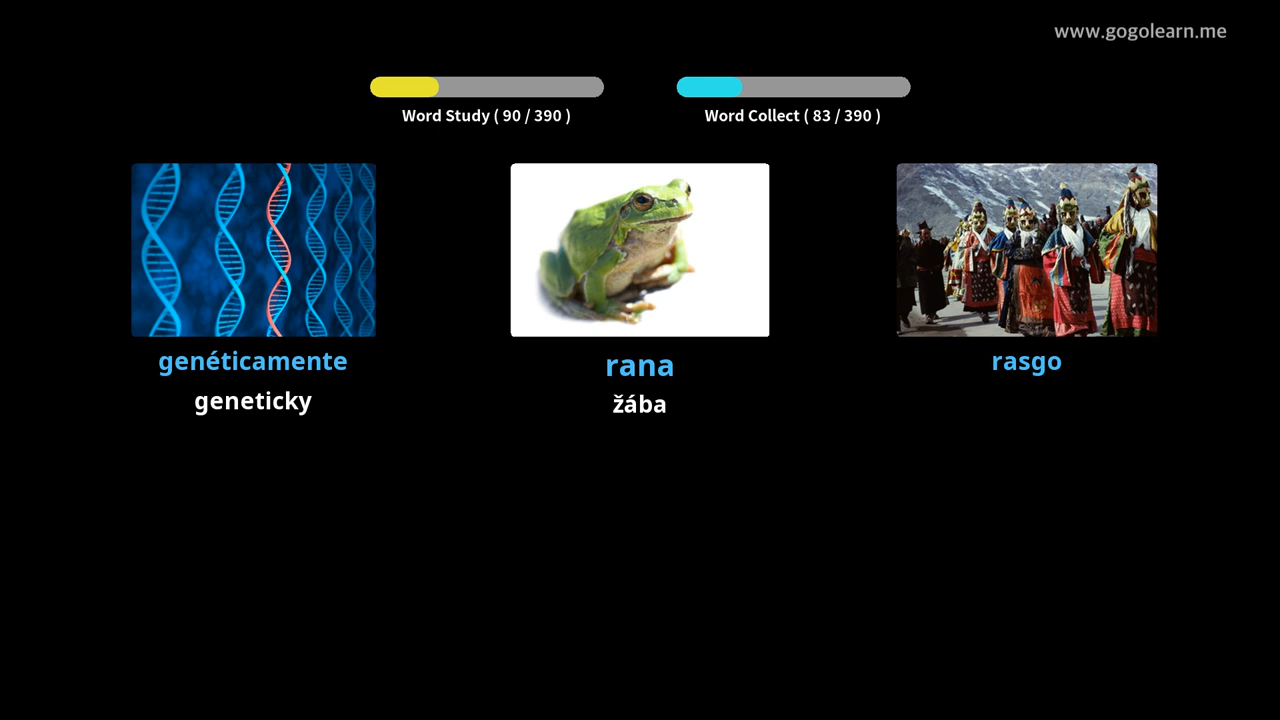 www.gogolearn.me
Word Study ( 90 / 390 )
Word Collect ( 83 / 390 )
genéticamente
geneticky
rana
žába
rasgo